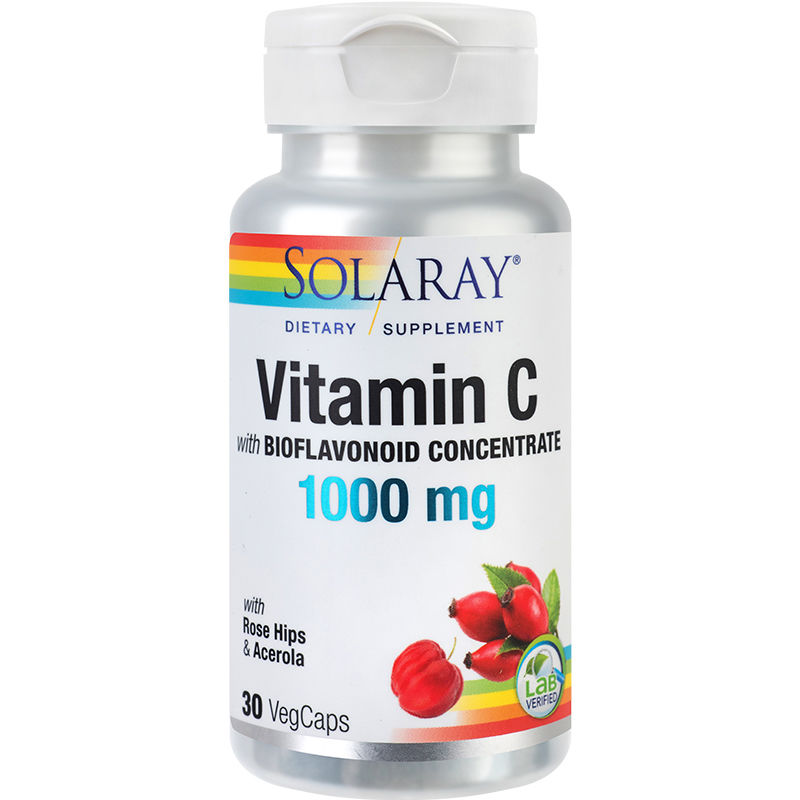 SOLARAY®
DIETARY SUPPLEMENT
Vitamin C
with BIOFLAVONOID CONCENTRATE
1000 mg
with
Rose Hips
& Acerola
LAB
VERIFIED
30 VegCaps